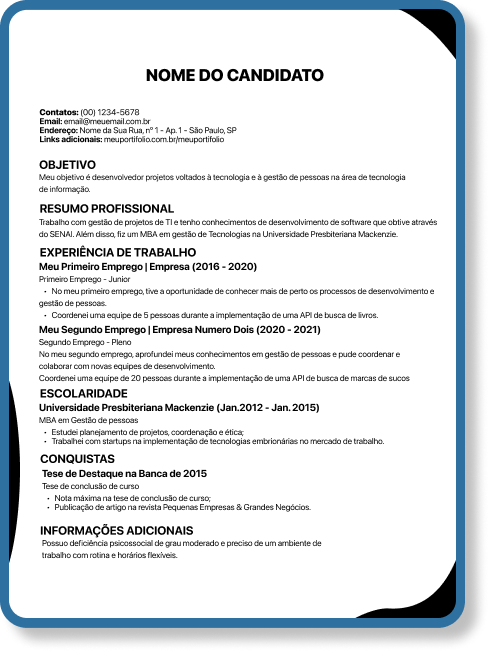 NOME DO CANDIDATO
Contatos: (00) 1234-5678
Email: email@meuemail.com.br
Endereço: Nome da Sua Rua, nº 1 - Ap. 1 - São Paulo, SP
Links adicionais: meuportifolio.com.br/meuportifolio
OBJETIVO
Meu objetivo é desenvolvedor projetos voltados à tecnologia e à gestão de pessoas na área de tecnologia
de informação.
RESUMO PROFISSIONAL
Trabalho com gestão de projetos de TI e tenho conhecimentos de desenvolvimento de software que obtive através
do SENAI. Além disso, fiz um MBA em gestão de Tecnologias na Universidade Presbiteriana Mackenzie.
EXPERIÊNCIA DE TRABALHO
Meu Primeiro Emprego | Empresa (2016 - 2020)
Primeiro Emprego - Junior
• No meu primeiro emprego, tive a oportunidade de conhecer mais de perto os processos de desenvolvimento e
gestão de pessoas.
• Coordenei uma equipe de 5 pessoas durante a implementação de uma API de busca de livros.
Meu Segundo Emprego | Empresa Numero Dois (2020 - 2021)
Segundo Emprego - Pleno
No meu segundo emprego, aprofundei meus conhecimentos em gestão de pessoas e pude coordenar e
colaborar com novas equipes de desenvolvimento.
Coordenei uma equipe de 20 pessoas durante a implementação de uma API de busca de marcas de sucos
ESCOLARIDADE
Universidade Presbiteriana Mackenzie (Jan.2012 - Jan. 2015)
MBA em Gestão de pessoas
• Estudei planejamento de projetos, coordenação e ética;
• Trabalhei com startups na implementação de tecnologias embrionárias no mercado de trabalho.
CONQUISTAS
Tese de Destaque na Banca de 2015
Tese de conclusão de curso
• Nota máxima na tese de conclusão de curso;
• Publicação de artigo na revista Pequenas Empresas & Grandes Negócios.
INFORMAÇÕES ADICIONAIS
Possuo deficiência psicossocial de grau moderado e preciso de um ambiente de
trabalho com rotina e horários flexíveis.